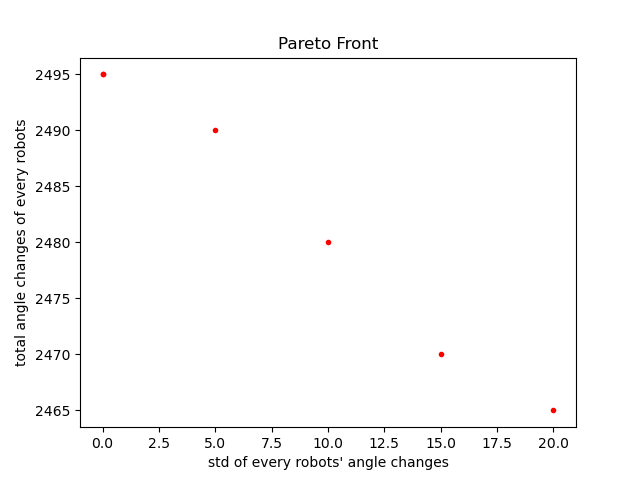 Pareto Front
total angle changes of every robots
2495
2490
2485
2480
2475
2470
2465
0.0 2.5 5.0 7.5 10.0 12.5 15.0 17.5 20.0
std of every robots' angle changes